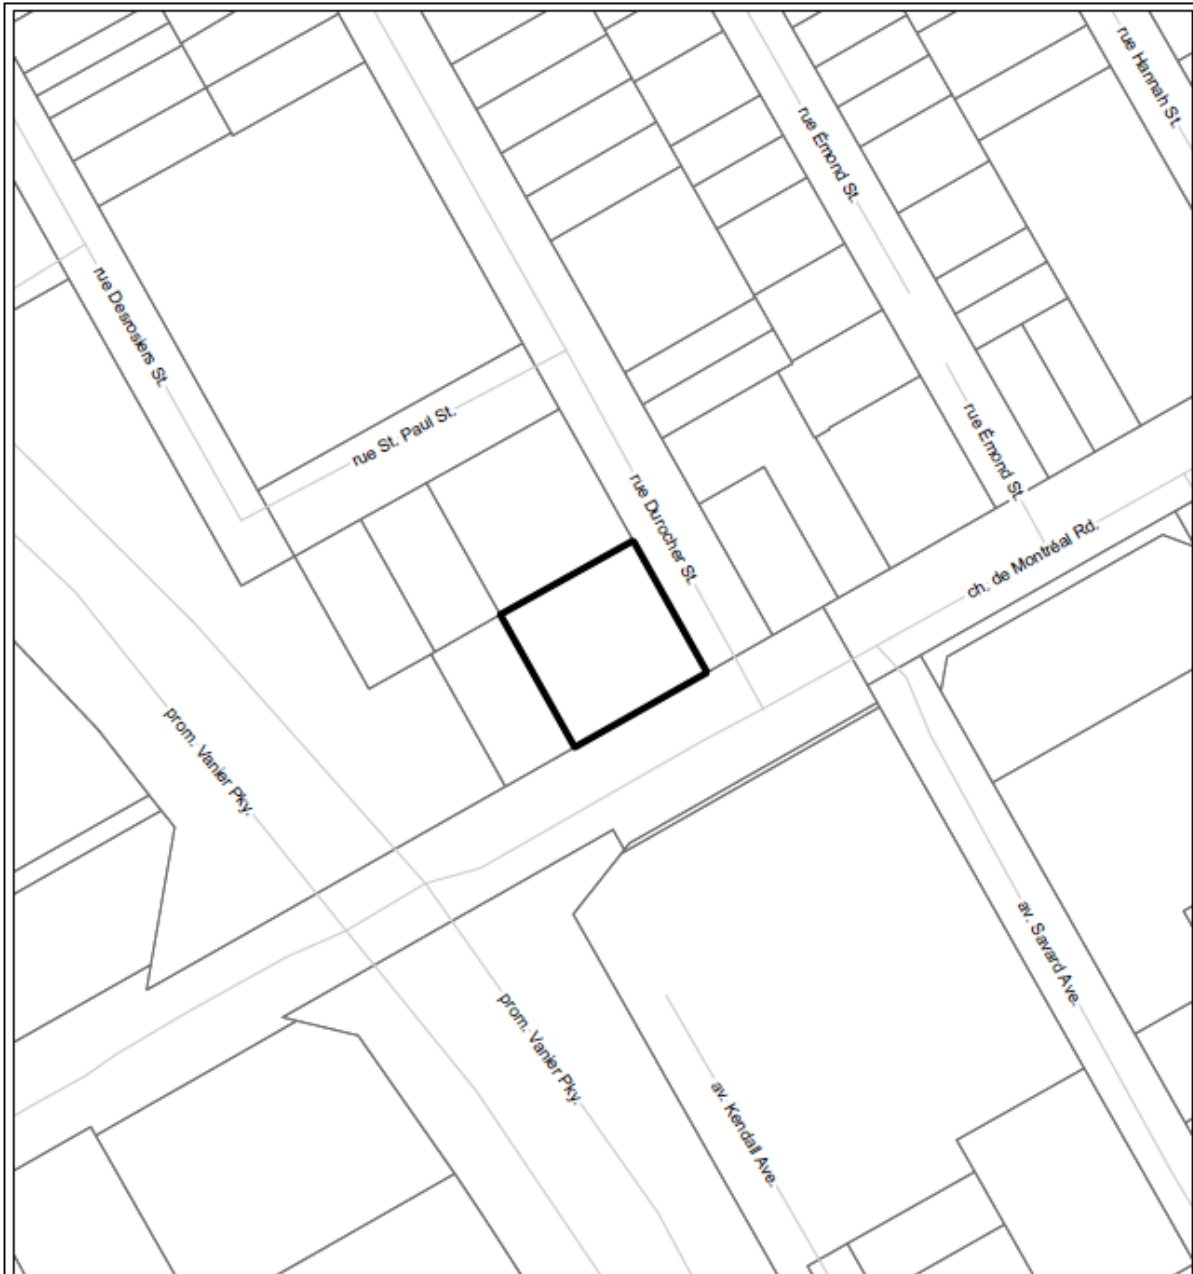 rue Hannah St.
rue Émond St.
rue Desrosiers St.
rue St. Paul St.
rue Durocher St.
rue Émond St.
ch. de Montréal Rd.
prom. Vanier Pky.
av. Savard Ave.
prom. Vanier Pky.
av. Kendall Ave.